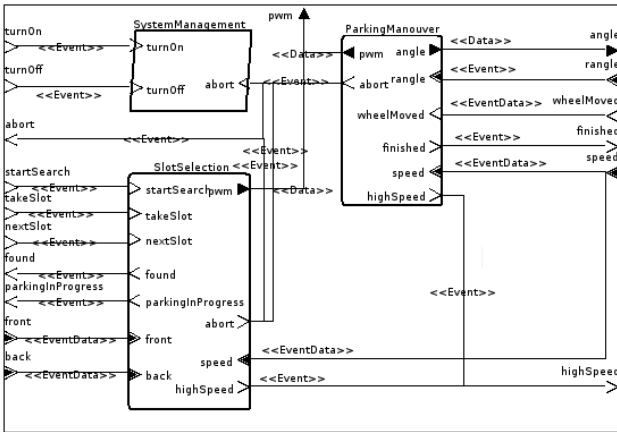 pwm
SystemManagement
ParkingManouver
turnOn
<<Event>>
turnOn
<<Data>>
pwm
angle
<<Data>>
angle
rangle
<<Event>>
rangle
turnOff
<<Event>>
turnOff
abort
<<Event>>
abort
wheelMoved
<<EventData>>
wheelMoved
abort
<<Event>>
<<Event>>
finished
<<Event>>
finished
SlotSelection
<<Event>>
speed
<<EventData>>
speed
startSearch
<<Event>>
startSearch
pwm
<<Data>>
highSpeed
takeSlot
<<Event>>
takeSlot
nextSlot
<<Event>>
nextSlot
found
<<Event>>
found
parkingInProgress
<<Event>>
parkingInProgress
<<Event>>
front
<<EventData>>
front
abort
back
<<EventData>>
back
speed
<<EventData>>
highSpeed
<<Event>>
highSpeed